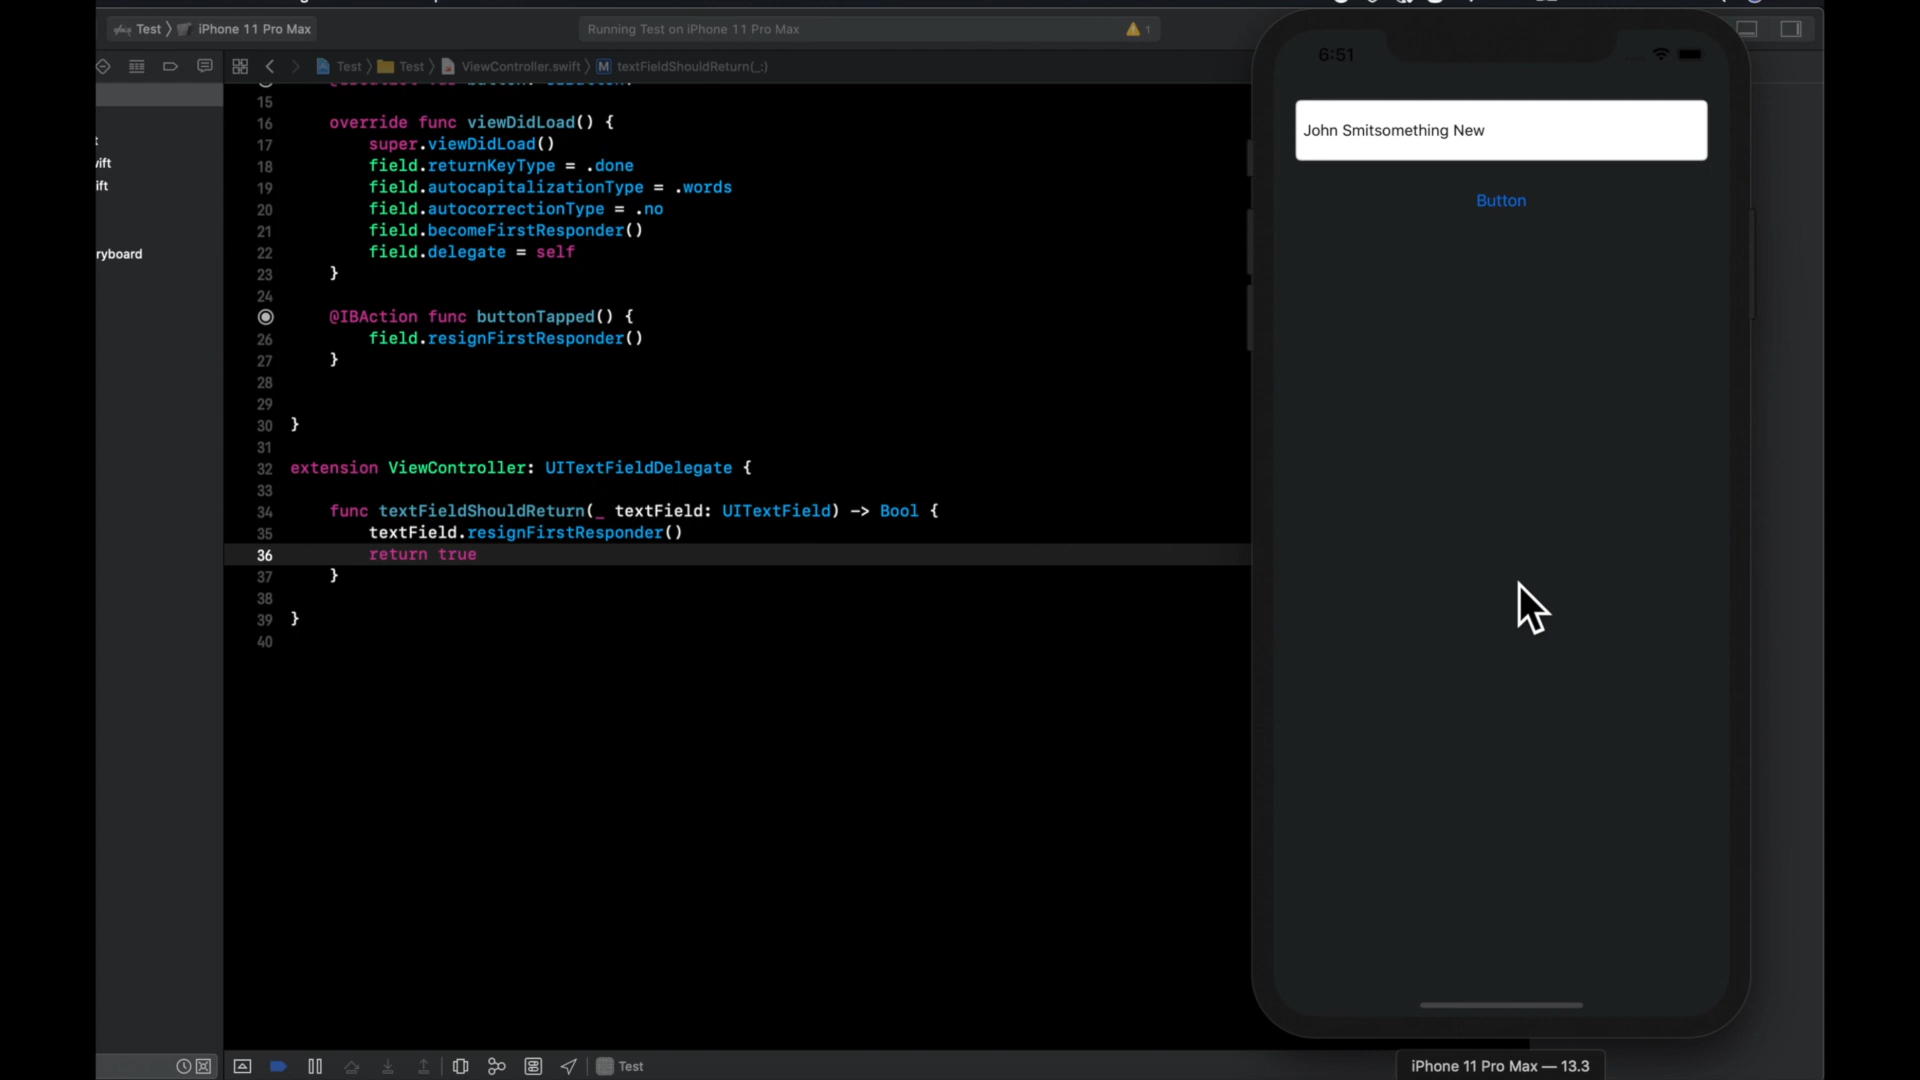 Test
iPhone 11 Pro Max
Running Test on iPhone 11 Pro Max
1
Test
Test
ViewController.swift
M
textFieldShouldReturn(_:)
15
16 override func viewDidLoad() {
17 super.viewDidLoad()
18 field.returnKeyType = .done
19 field.autocapitalizationType = .words
20 field.autocorrectionType = .no
21 field.becomeFirstResponder()
22 field.delegate = self
23 }
24
@IBAction func buttonTapped() {
26 field.resignFirstResponder()
27 }
28
29
30 }
31
32 extension ViewController: UITextFieldDelegate {
33
34 func textFieldShouldReturn(_ textField: UITextField) -> Bool {
35 textField.resignFirstResponder()
36 return true
37 }
38
39 }
40
ift
ryboard
6:51
John Smitsomething New
Button
Test
iPhone 11 Pro Max — 13.3